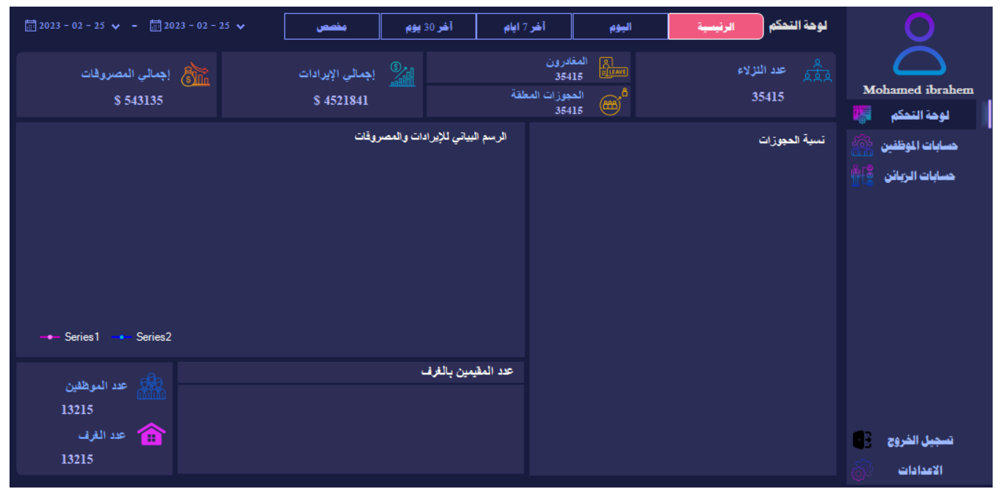 لوحة التحكم
الرئيسية
اليوم
آخر 7 ايام
آخر 30 يوم
مخصص
2023 - 02 - 25
-
2023 - 02 - 25
Mohamed ibrahem
لوحة التحكم
حسابات الموظفين
حسابات الزبائن
تسجيل الخروج
الاعدادات
عدد النزلاء
35415
المغادرون
35415
LEAVE
الحجوزات المعلقة
35415
إجمالي الإيرادات
$ 4521841
إجمالي المصروفات
$ 543135
نسبة الحجوزات
الرسم البياني للإيرادات والمصروفات
Series1
Series2
عدد المقيمين بالغرف
عدد الموظفين
13215
عدد الغرف
13215